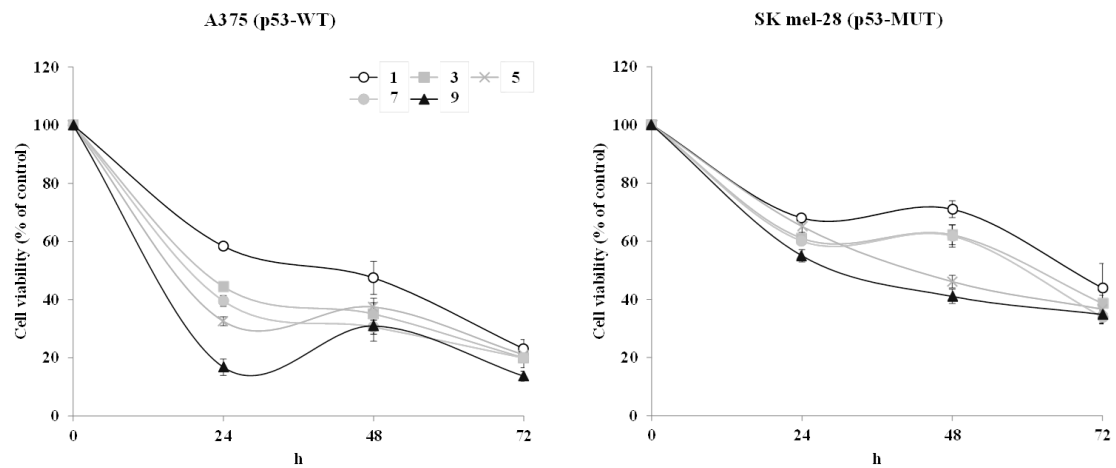 A375 (p53-WT)
Cell viability (% of control)
120
100
80
60
40
20
0
0 24 48 72
h
1 3 5
7 9
SK mel-28 (p53-MUT)
Cell viability (% of control)
120
100
80
60
40
20
0
0 24 48 72
h